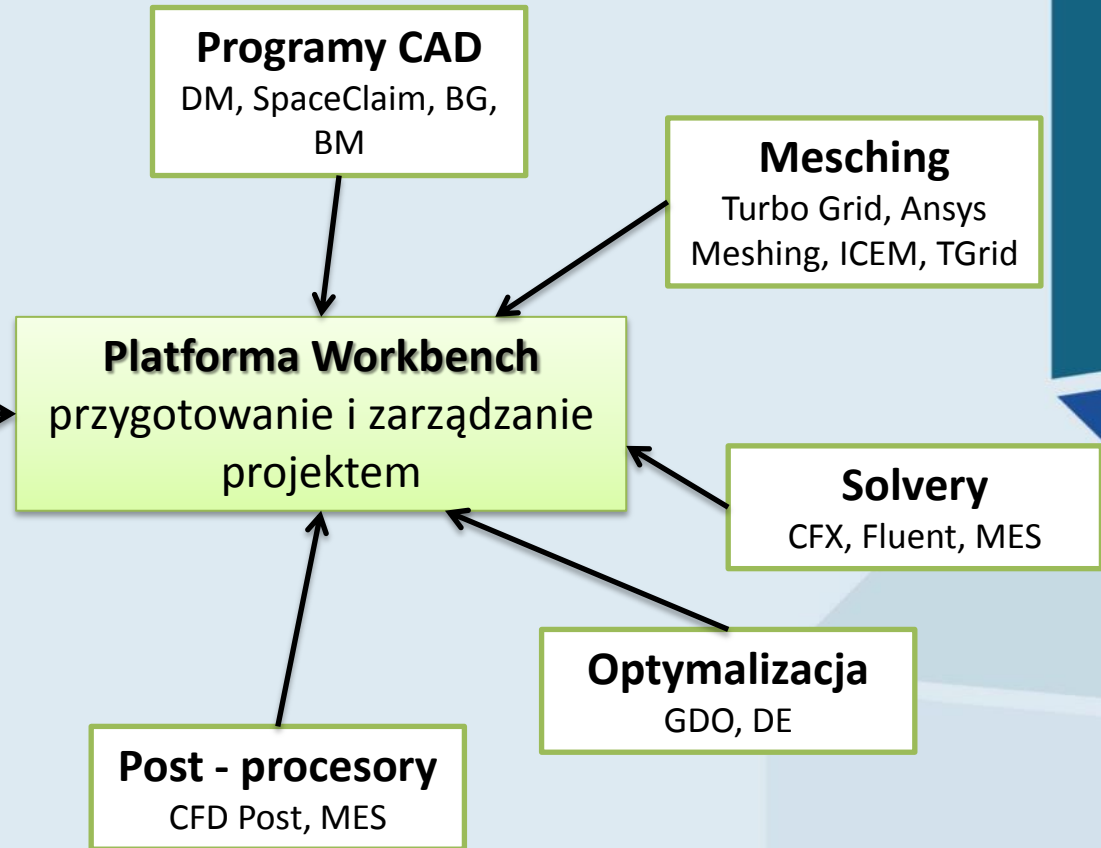 Programy CAD
DM, SpaceClaim, BG,
BM
Mesching
Turbo Grid, Ansys
Meshing, ICEM, TGrid
Platforma Workbench
przygotowanie i zarządzanie
projektem
Solvery
CFX, Fluent, MES
Optymalizacja
GDO, DE
Post - procesory
CFD Post, MES